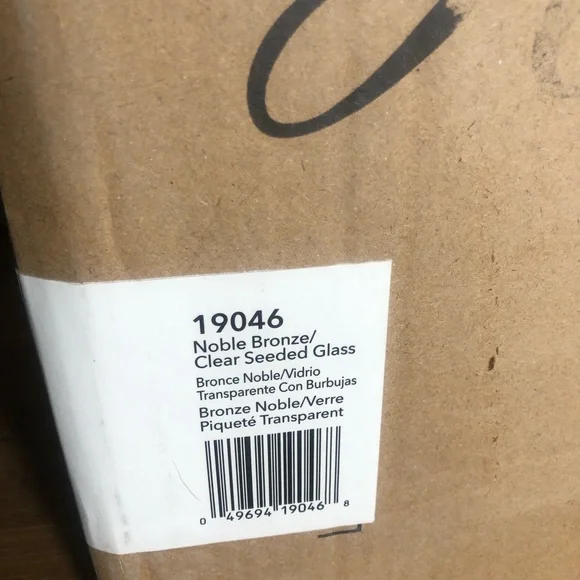 19046
Noble Bronze/
Clear Seeded Glass
Bronce Noble/Vidrio
Transparente Con Burbujas
Bronze Noble/Verre
Piqueté Transparent
0 49694 19046 8